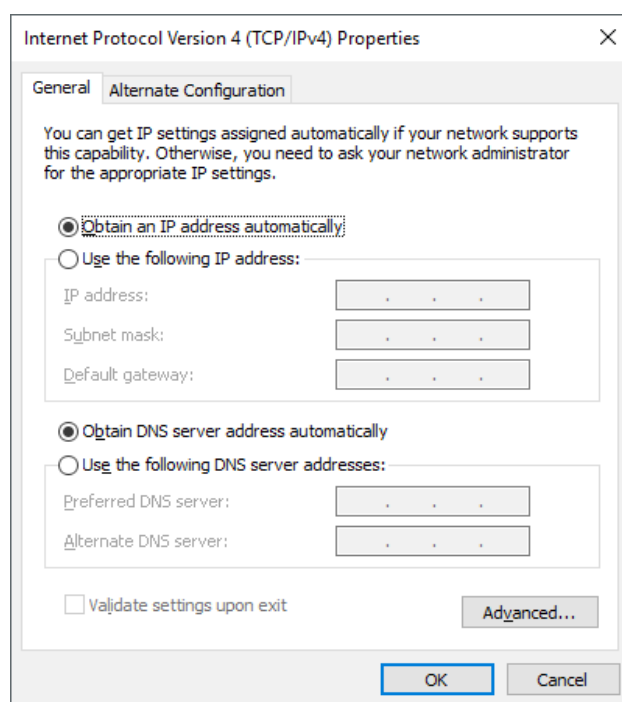 Internet Protocol Version 4 (TCP/IPv4) Properties
General
Alternate Configuration
You can get IP settings assigned automatically if your network supports
this capability. Otherwise, you need to ask your network administrator
for the appropriate IP settings.
Obtain an IP address automatically
Use the following IP address:
IP address:
Subnet mask:
Default gateway:
Obtain DNS server address automatically
Use the following DNS server addresses:
Preferred DNS server:
Alternate DNS server:
Validate settings upon exit
Advanced...
OK
Cancel